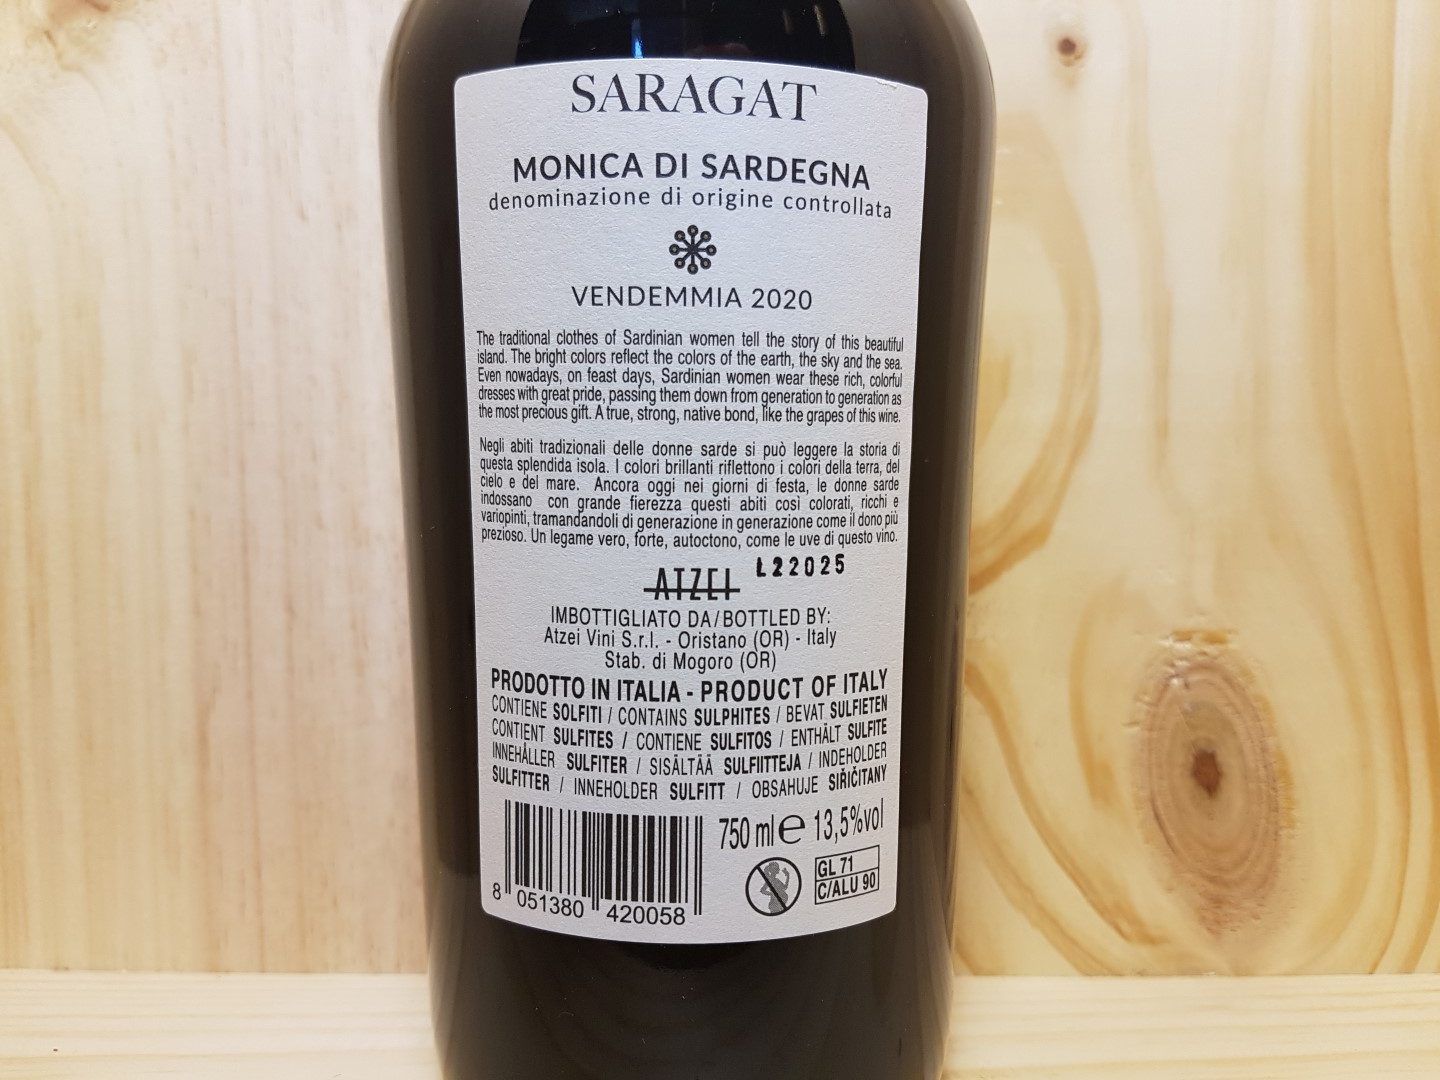 SARAGAT
MONICA DI SARDEGNA
denominazione di origine controllata
VENDEMMIA 2020
The traditional clothes of Sardinian women tell the story of this beautiful
island. The bright colors reflect the colors of the earth, the sky and the sea.
Even nowadays, on feast days, Sardinian women wear these rich, colorful
dresses with great pride, passing them down from generation to generation as
the most precious gift. A true, strong, native bond, like the grapes of this wine.
Negli abiti tradizionali delle donne sarde si può leggere la storia di
questa splendida isola. I colori brillanti riflettono i colori della terra, del
cielo e del mare. Ancora oggi nei giorni di festa, le donne sarde
indossano con grande fierezza questi abiti così colorati, ricchi e
variopinti, tramandandoli di generazione in generazione come il dono più
prezioso. Un legame vero, forte, autoctono, come le uve di questo vino.
ATZEI L22025
IMBOTTIGLIATO DA/BOTTLED BY:
Atzei Vini S.r.l. - Oristano (OR) - Italy
Stab. di Mogoro (OR)
PRODOTTO IN ITALIA - PRODUCT OF ITALY
CONTIENE SOLFITI / CONTAINS SULPHITES / BEVAT SULFIETEN
CONTIENT SULFITES / CONTIENE SULFITOS / ENTHÄLT SULFITE
INNEHÅLLER SULFITER / SISÄLTÄÄ SULFIITTEJA / INDEHOLDER
SULFITTER / INNEHOLDER SULFITT / OBSAHUJE SIŘIČITANY
750 ml e 13,5%vol
GL 71
C/ALU 90
8 051380 420058